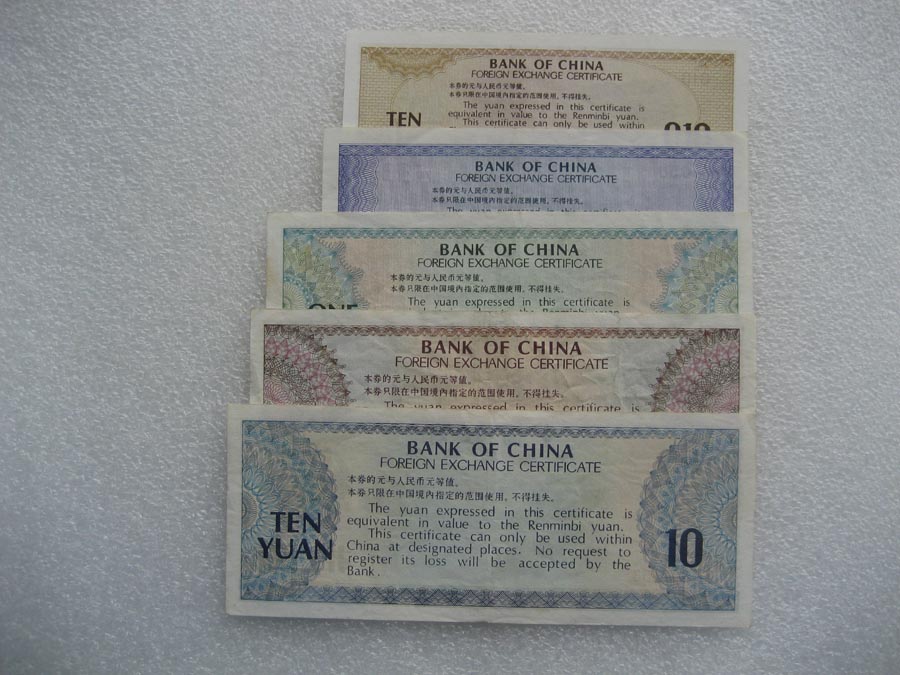 BANK OF CHINA
FOREIGN EXCHANGE CERTIFICATE
本券的元与人民币元等值。
本券只限在中国境内指定的范围使用，不得挂失。
The yuan expressed in this certificate is
equivalent in value to the Renminbi yuan.
This certificate can only be used within
TEN
010
BANK OF CHINA
FOREIGN EXCHANGE CERTIFICATE
本券的元与人民币元等值。
本券只限在中国境内指定的范围使用，不得挂失。
The yuan expressed in this certificate is
BANK OF CHINA
FOREIGN EXCHANGE CERTIFICATE
本券的元与人民币元等值。
本券只限在中国境内指定的范围使用，不得挂失。
The yuan expressed in this certificate is
ONE
Renminbi yuan.
BANK OF CHINA
FOREIGN EXCHANGE CERTIFICATE
本券的元与人民币元等值。
本券只限在中国境内指定的范围使用，不得挂失。
The yuan expressed in this certificate is
BANK OF CHINA
FOREIGN EXCHANGE CERTIFICATE
本券的元与人民币元等值。
本券只限在中国境内指定的范围使用，不得挂失。
The yuan expressed in this certificate is
equivalent in value to the Renminbi yuan.
This certificate can only be used within
China at designated places. No request to
register its loss will be accepted by the
Bank.
TEN
YUAN
10